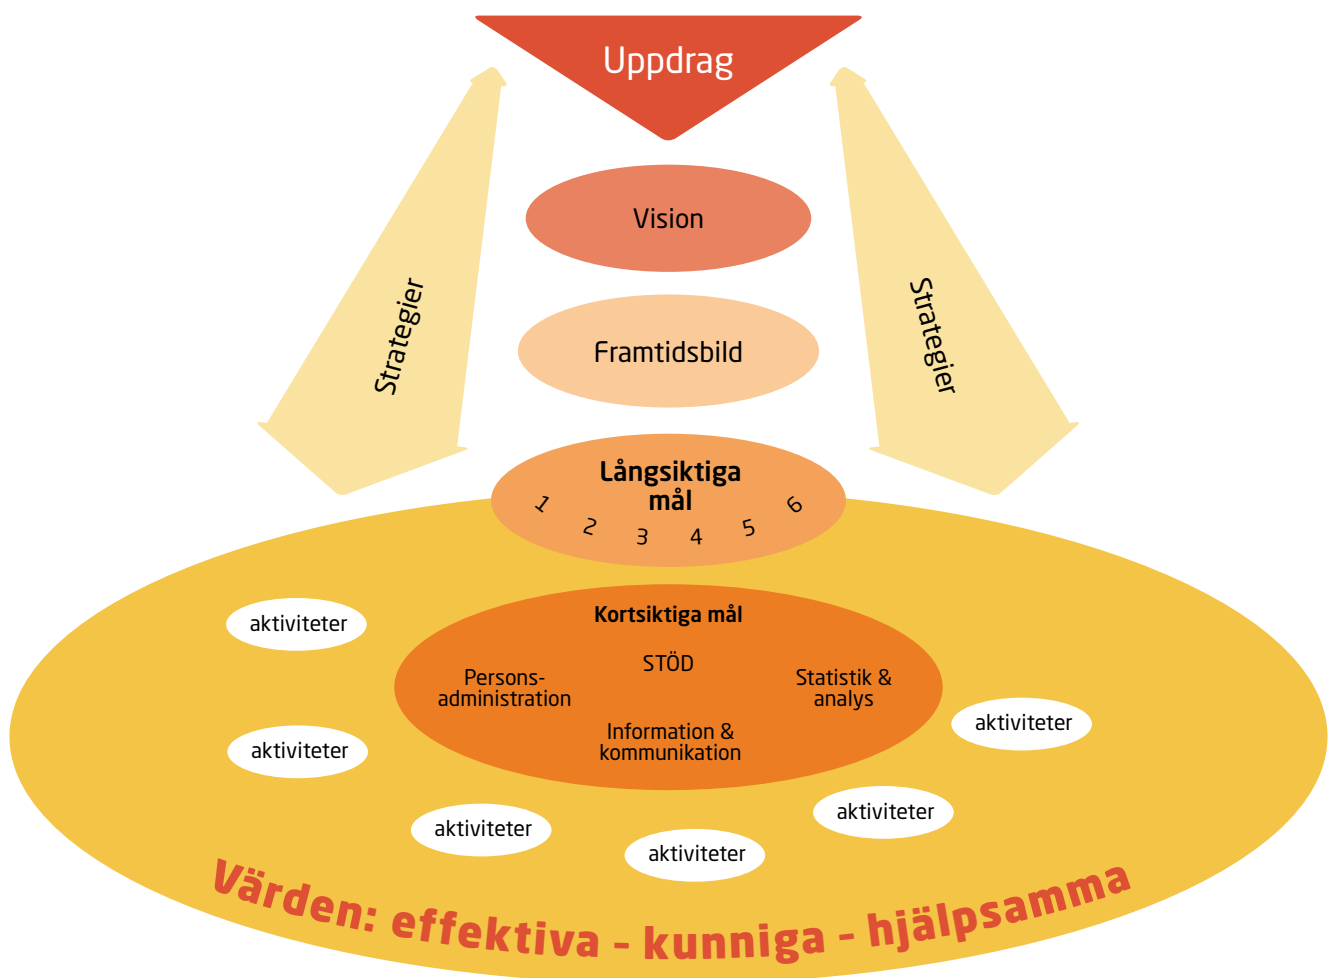 Uppdrag
Vision
Strategier
Strategier
Framtidsbild
Långsiktiga
mål
1 2 3 4 5 6
Kortsiktiga mål
STÖD
Persons-
administration
Statistik &
analys
Information &
kommunikation
aktiviteter
aktiviteter
aktiviteter
aktiviteter
aktiviteter
aktiviteter
Värden: effektiva - kunniga - hjälpsamma